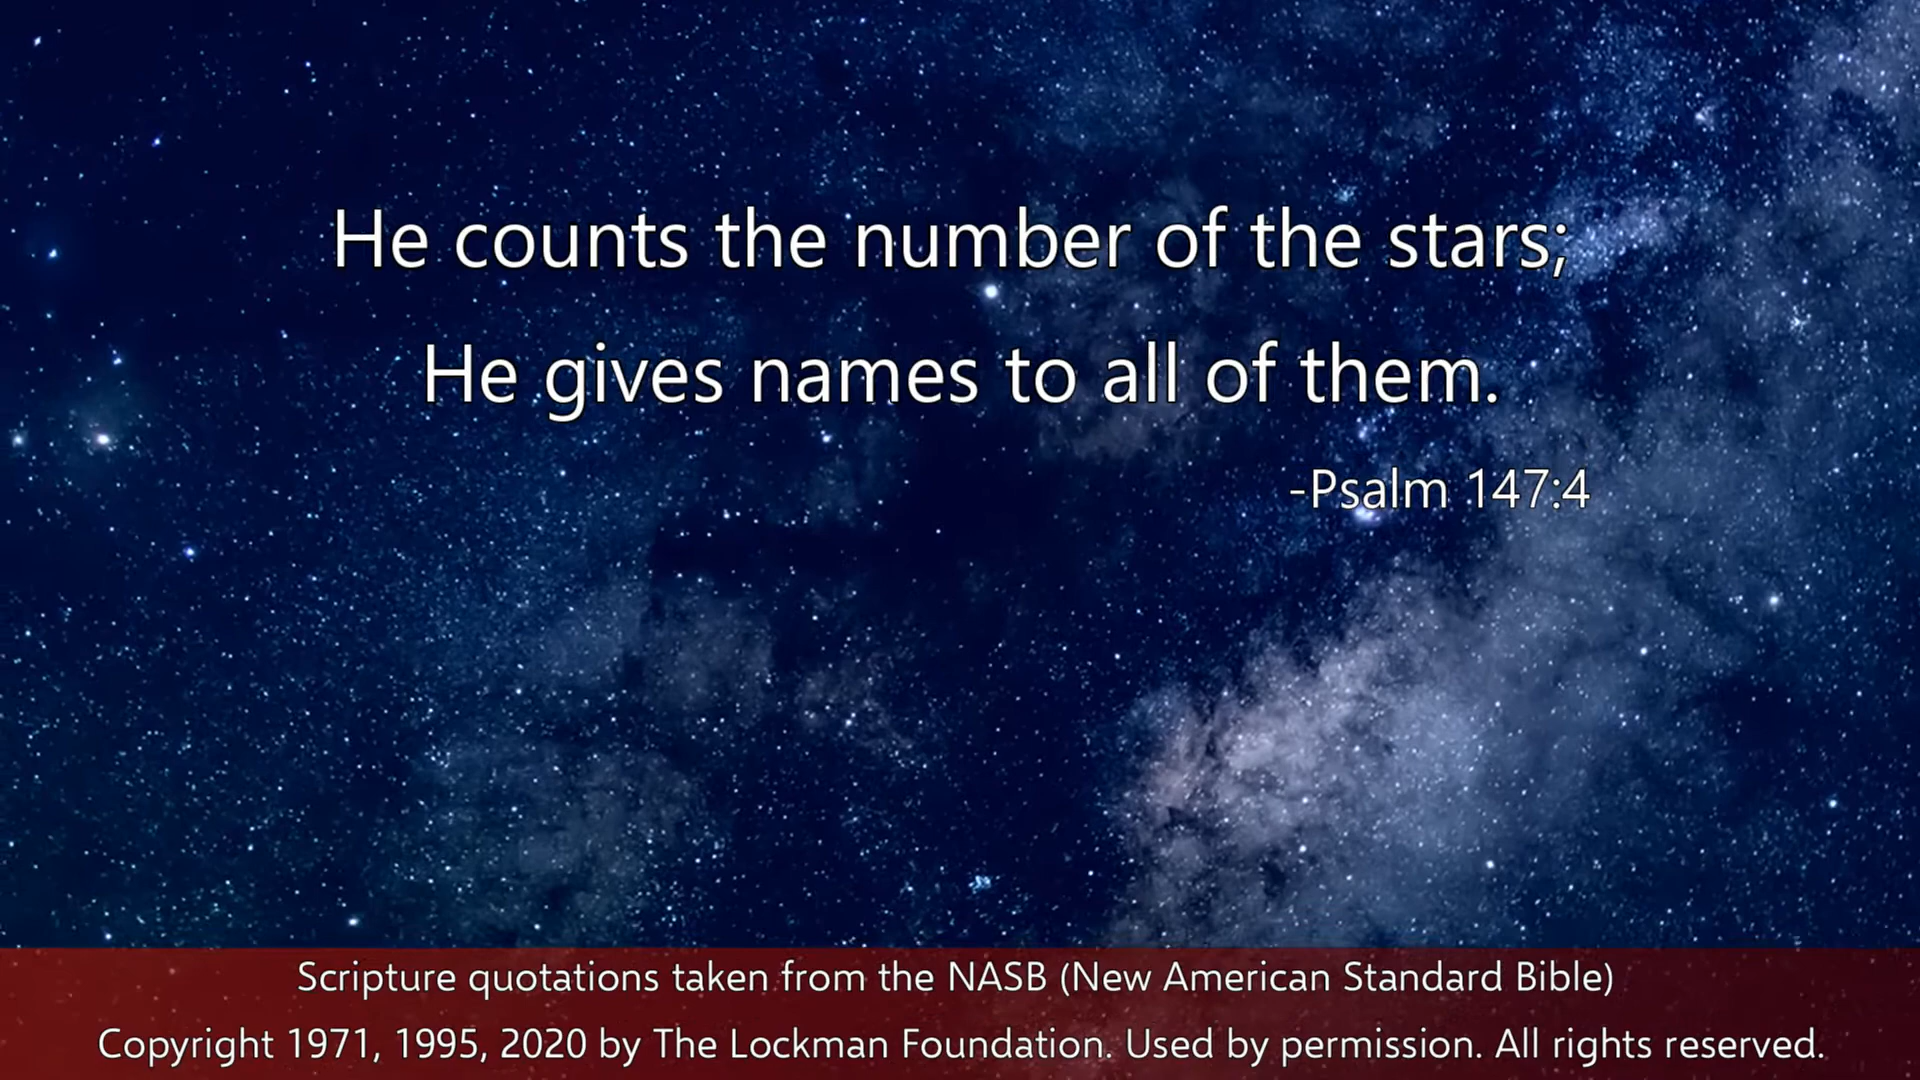 He counts the number of the stars;
He gives names to all of them.
-Psalm 147:4
Scripture quotations taken from the NASB (New American Standard Bible)
Copyright 1971, 1995, 2020 by The Lockman Foundation. Used by permission. All rights reserved.